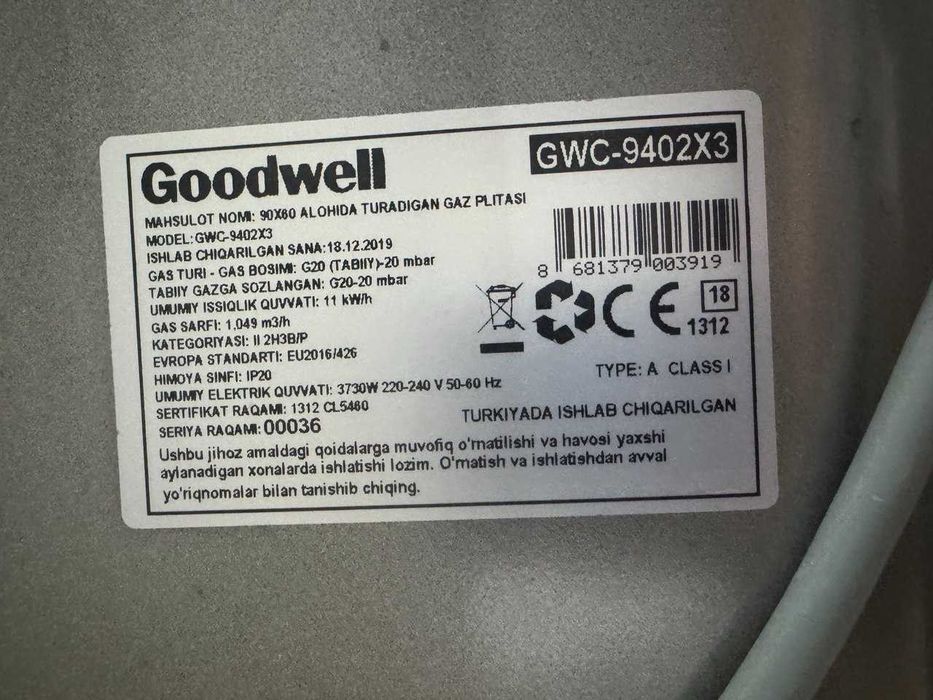 Goodwell
GWC-9402X3
MAHSULOT NOMI: 90X60 ALOHIDA TURADIGAN GAZ PLITASI
MODEL:GWC-9402X3
ISHLAB CHIQARILGAN SANA:18.12.2019
GAS TURI - GAS BOSIMI: G20 (TABIIY)-20 mbar
TABIIY GAZGA SOZLANGAN: G20-20 mbar
UMUMIY ISSIQLIK QUVVATI: 11 kW/h
GAS SARFI: 1,049 m3/h
KATEGORIYASI: II 2H3B/P
EVROPA STANDARTI: EU2016/426
HIMOYA SINFI: IP20
UMUMIY ELEKTRIK QUVVATI: 3730W 220-240 V 50-60 Hz
SERTIFIKAT RAQAMI: 1312 CL5460
SERIYA RAQAMI: 00036
8 681379 003919
CE
18
1312
TYPE: A CLASS I
TURKIYADA ISHLAB CHIQARILGAN
Ushbu jihoz amaldagi qoidalarga muvofiq o'rnatilishi va havosi yaxshi
aylanadigan xonalarda ishlatishi lozim. O'rnatish va ishlatishdan avval
yo'riqnomalar bilan tanishib chiqing.